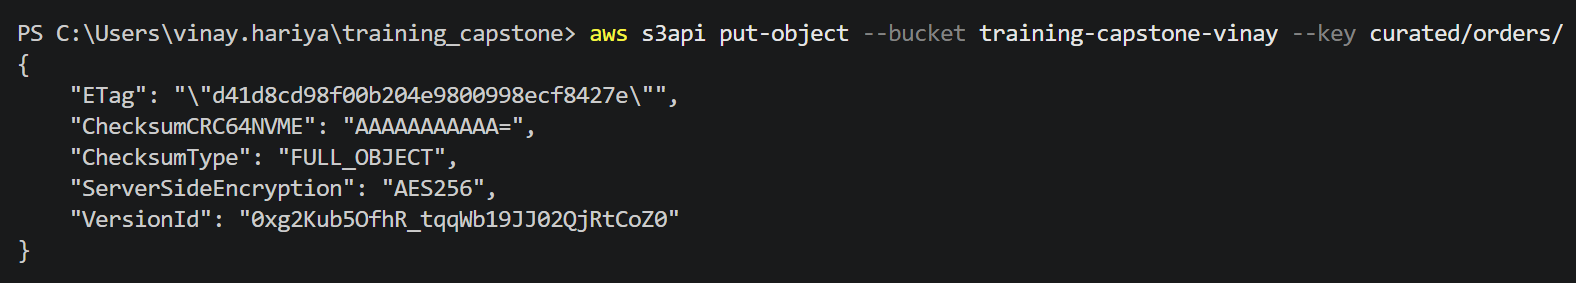 PS C:\Users\vinay.hariya\training_capstone> aws s3api put-object --bucket training-capstone-vinay --key curated/orders/
{
    "ETag": "\"d41d8cd98f00b204e9800998ecf8427e\"",
    "ChecksumCRC64NVME": "AAAAAAAAAAA=",
    "ChecksumType": "FULL_OBJECT",
    "ServerSideEncryption": "AES256",
    "VersionId": "0xg2Kub5OfhR_tqqWb19JJ02QjRtCoZ0"
}